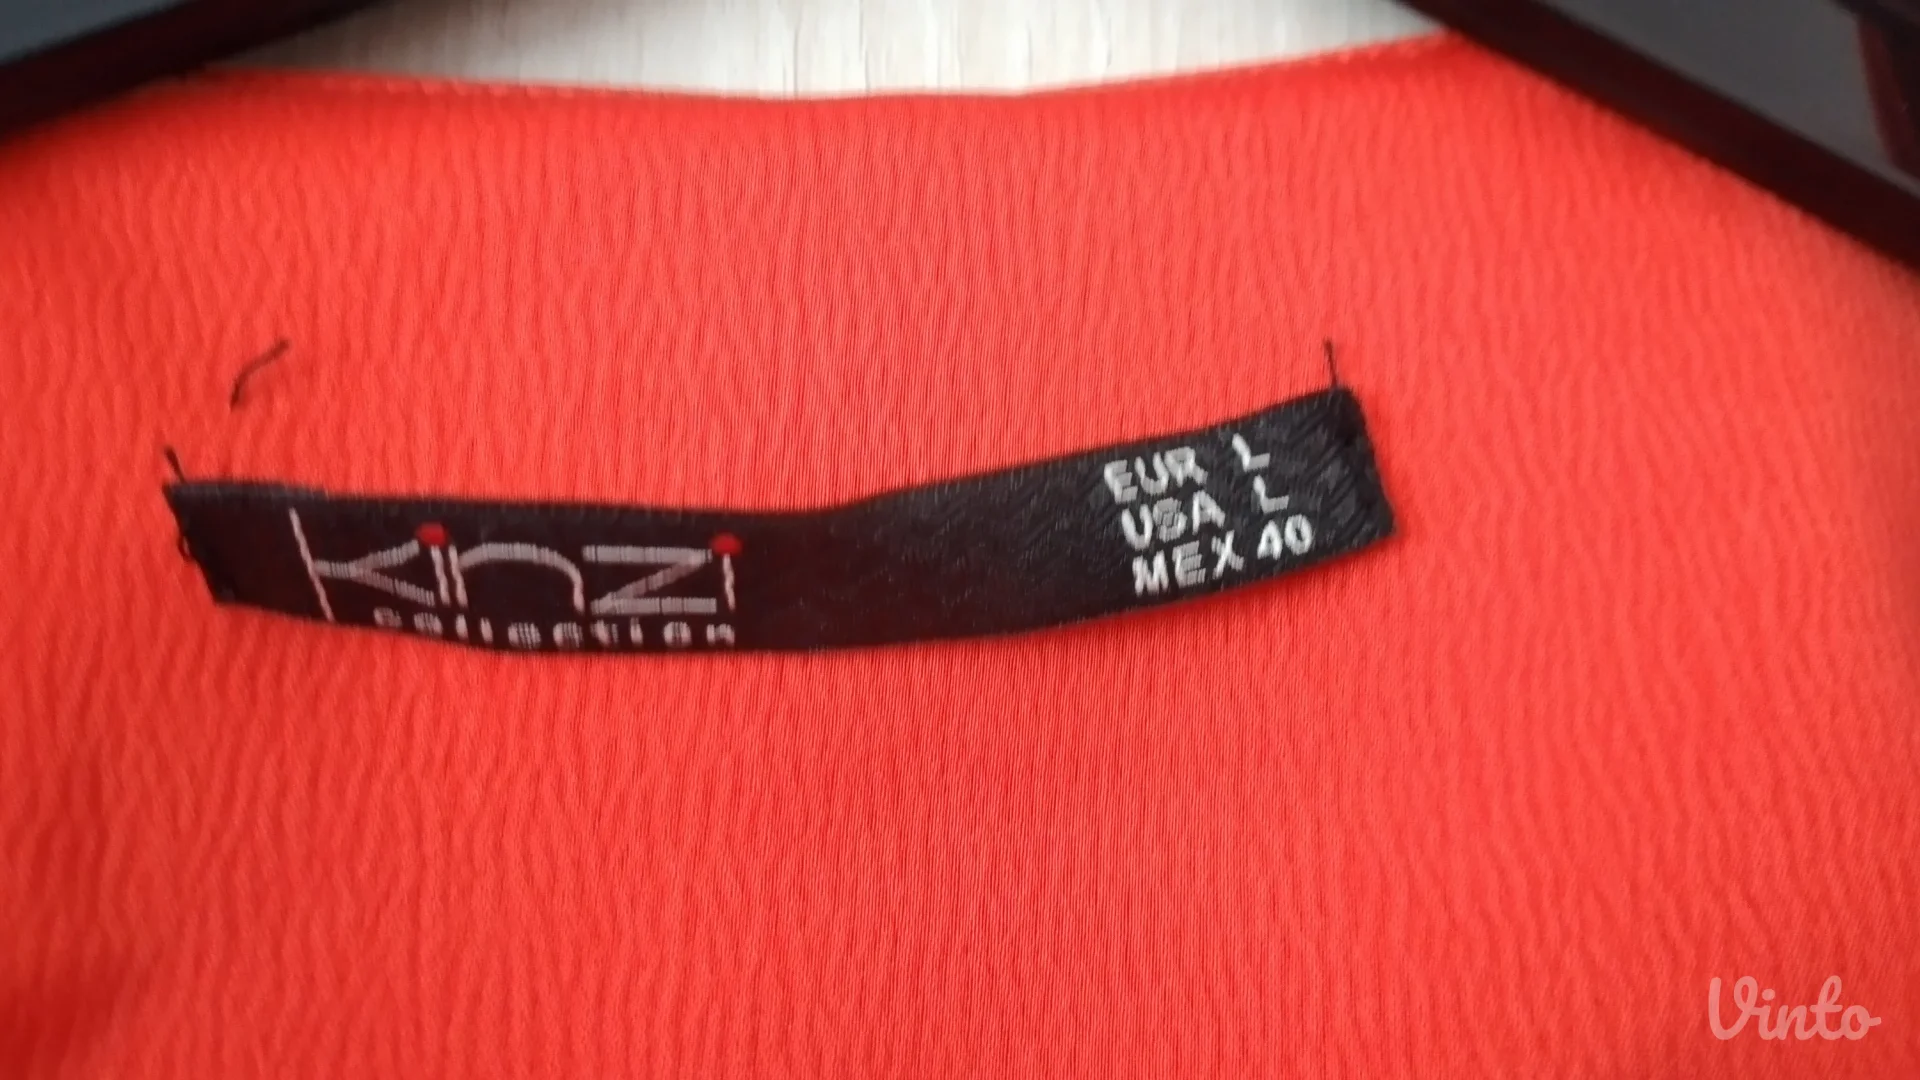 Kinzi
collection
EUR L
USA L
MEX 40
Vinto